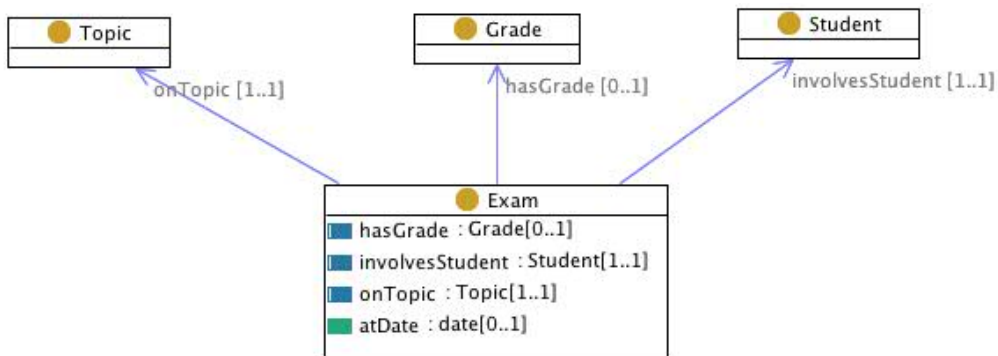 Topic
Grade
Student
onTopic [1..1]
hasGrade [0..1]
involvesStudent [1..1]
Exam
hasGrade : Grade[0..1]
involvesStudent : Student[1..1]
onTopic : Topic[1..1]
atDate : date[0..1]